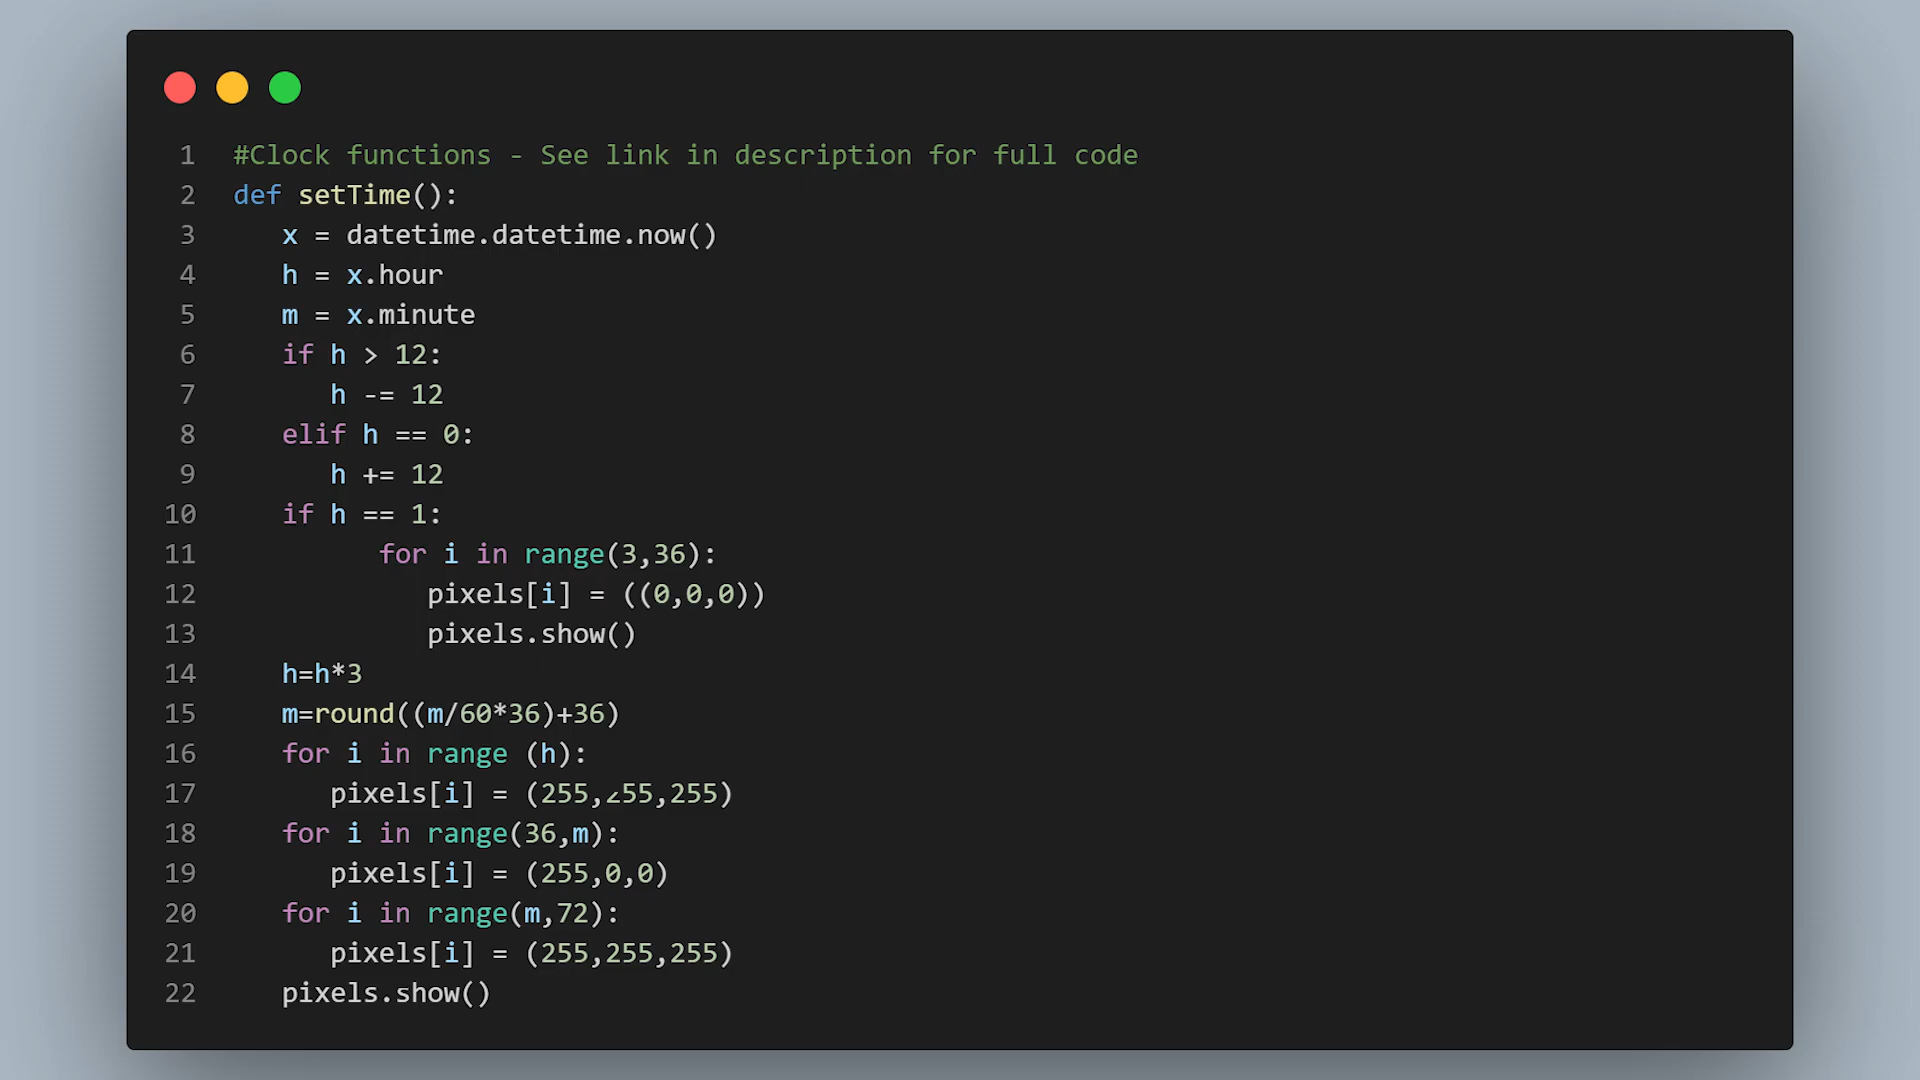 1 #Clock functions - See link in description for full code
2 def setTime():
3 x = datetime.datetime.now()
4 h = x.hour
5 m = x.minute
6 if h > 12:
7 h -= 12
8 elif h == 0:
9 h += 12
10 if h == 1:
11 for i in range(3,36):
12 pixels[i] = ((0,0,0))
13 pixels.show()
14 h=h*3
15 m=round((m/60*36)+36)
16 for i in range (h):
17 pixels[i] = (255,255,255)
18 for i in range(36,m):
19 pixels[i] = (255,0,0)
20 for i in range(m,72):
21 pixels[i] = (255,255,255)
22 pixels.show()